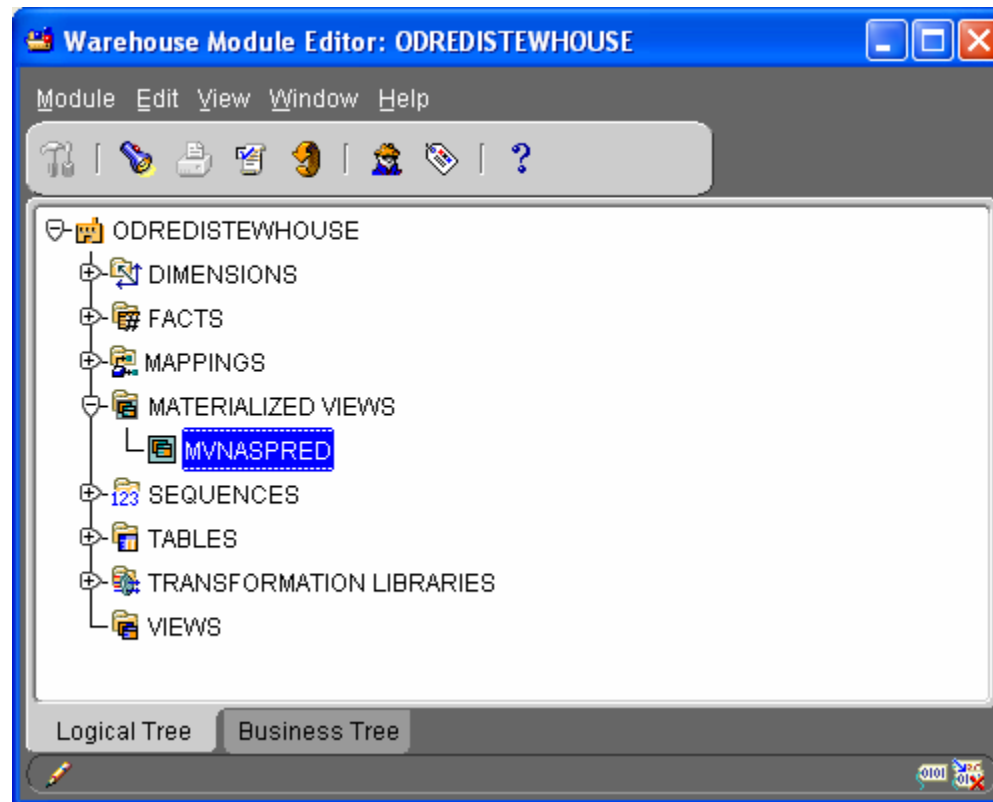 Warehouse Module Editor: ODREDISTEWHOUSE
Module Edit View Window Help
?
ODREDISTEWHOUSE
DIMENSIONS
FACTS
MAPPINGS
MATERIALIZED VIEWS
MVNASPRED
123 SEQUENCES
TABLES
TRANSFORMATION LIBRARIES
VIEWS
Logical Tree Business Tree